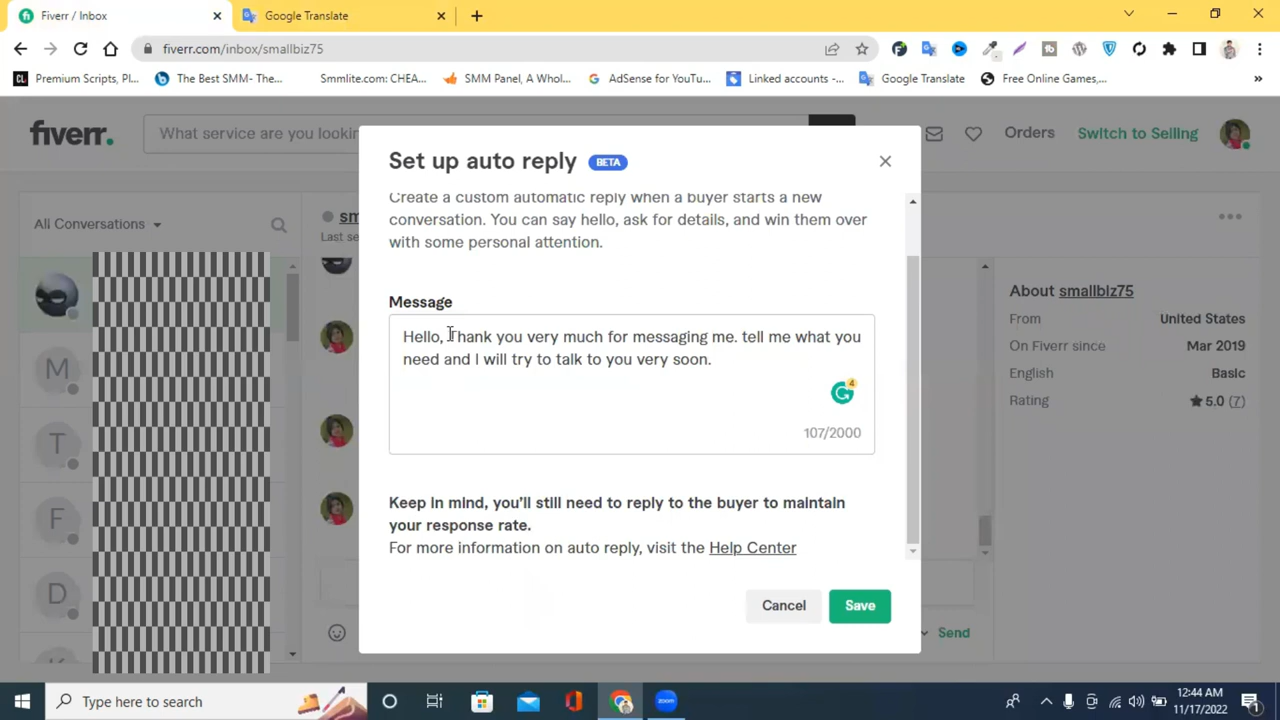 Fiverr / Inbox
Google Translate
fiverr.com/inbox/smallbiz75
CL Premium Scripts, Pl...
The Best SMM- The...
Smmlite.com: CHEA...
SMM Panel, A Whol...
AdSense for YouTu...
Linked accounts -...
Google Translate
Free Online Games,...
fiverr.
What service are you lookin
Orders
Switch to Selling
All Conversations
sm
Last se
M
T
F
D
Set up auto reply BETA
Create a custom automatic reply when a buyer starts a new
conversation. You can say hello, ask for details, and win them over
with some personal attention.
Message
Hello, Thank you very much for messaging me. tell me what you
need and I will try to talk to you very soon.
4
107/2000
Keep in mind, you'll still need to reply to the buyer to maintain
your response rate.
For more information on auto reply, visit the Help Center
Cancel
Save
About smallbiz75
From United States
On Fiverr since Mar 2019
English Basic
Rating 5.0 (7)
Send
Type here to search
zoom
12:44 AM
11/17/2022
1